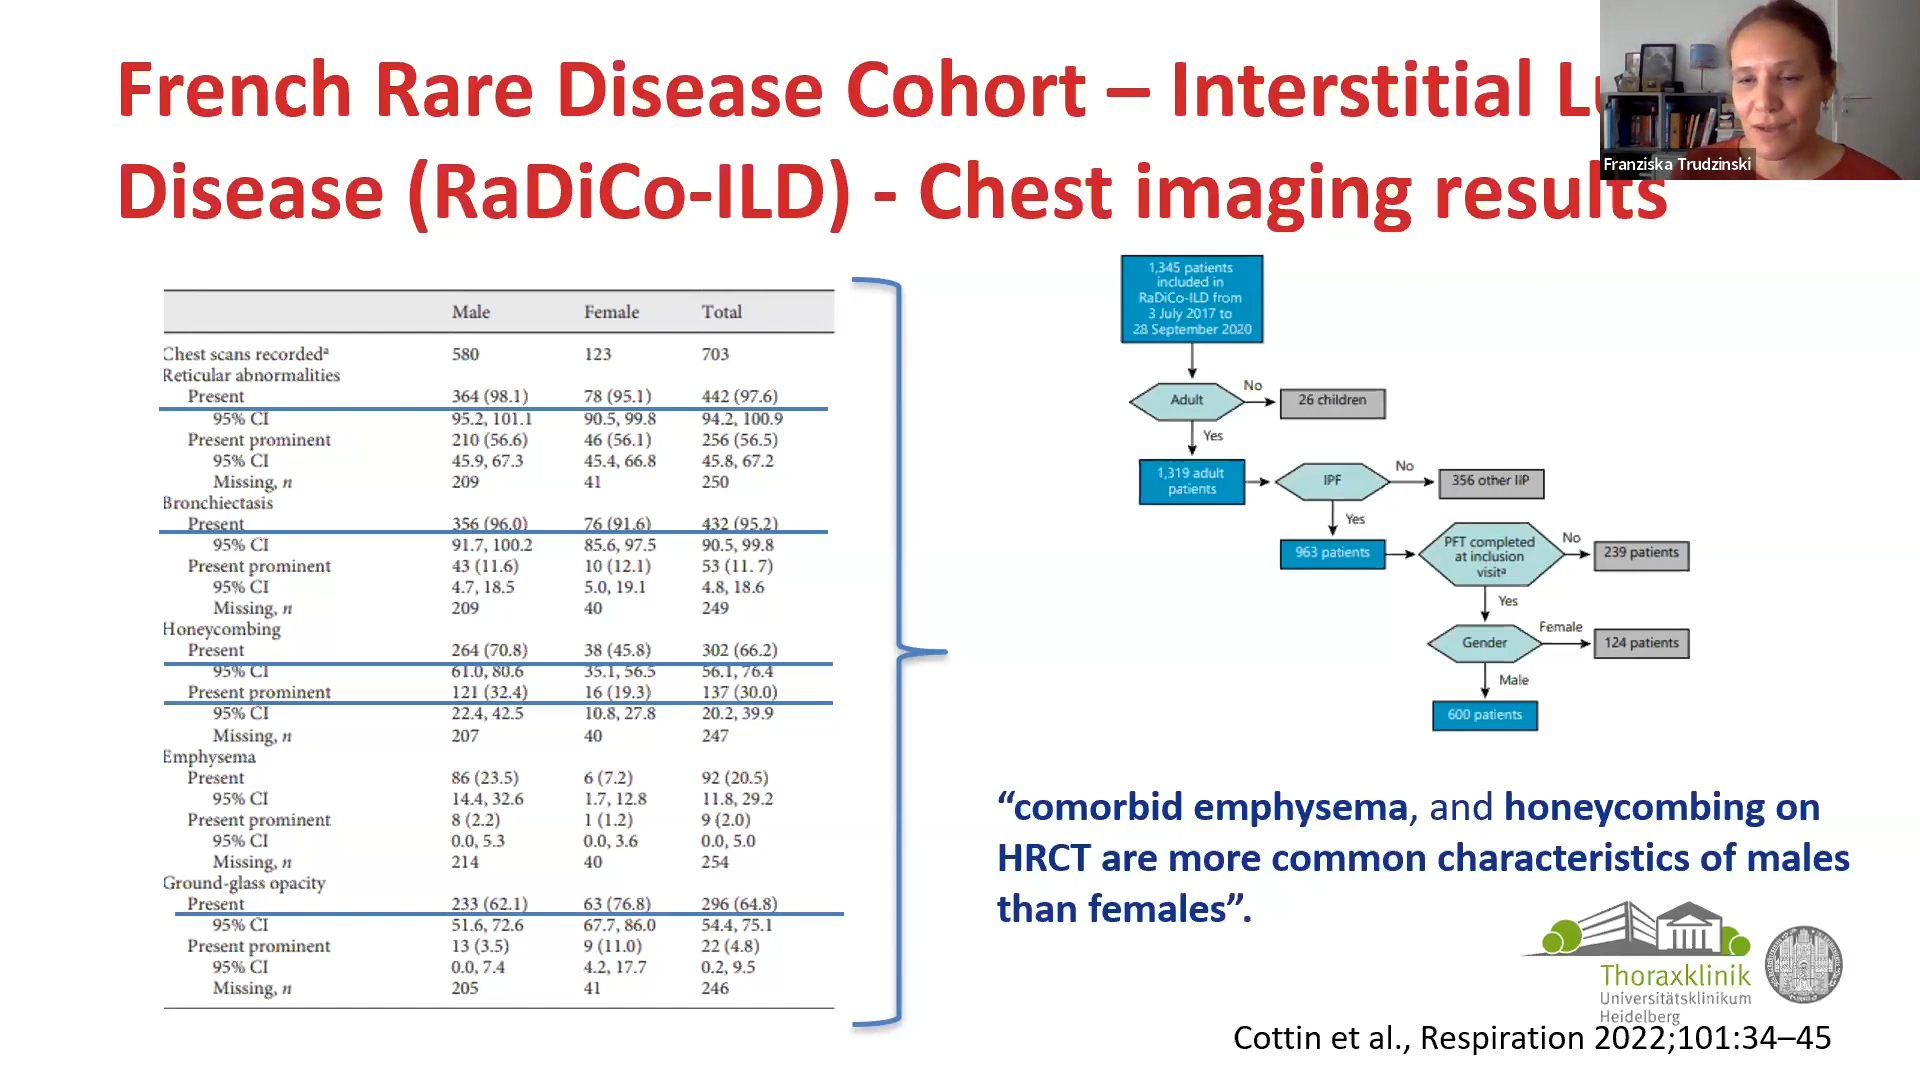 French Rare Disease Cohort – Interstitial
Disease (RaDiCo-ILD) - Chest imaging results
Franziska Trudzinski
Male Female Total
Chest scans recordedᵃ 580 123 703
Reticular abnormalities
Present 364 (98.1) 78 (95.1) 442 (97.6)
95% CI 95.2, 101.1 90.5, 99.8 94.2, 100.9
Present prominent 210 (56.6) 46 (56.1) 256 (56.5)
95% CI 45.9, 67.3 45.4, 66.8 45.8, 67.2
Missing, n 209 41 250
Bronchiectasis
Present 356 (96.0) 76 (91.6) 432 (95.2)
95% CI 91.7, 100.2 85.6, 97.5 90.5, 99.8
Present prominent 43 (11.6) 10 (12.1) 53 (11.7)
95% CI 4.7, 18.5 5.0, 19.1 4.8, 18.6
Missing, n 209 40 249
Honeycombing
Present 264 (70.8) 38 (45.8) 302 (66.2)
95% CI 61.0, 80.6 35.1, 56.5 56.1, 76.4
Present prominent 121 (32.4) 16 (19.3) 137 (30.0)
95% CI 22.4, 42.5 10.8, 27.8 20.2, 39.9
Missing, n 207 40 247
Emphysema
Present 86 (23.5) 6 (7.2) 92 (20.5)
95% CI 14.4, 32.6 1.7, 12.8 11.8, 29.2
Present prominent 8 (2.2) 1 (1.2) 9 (2.0)
95% CI 0.0, 5.3 0.0, 3.6 0.0, 5.0
Missing, n 214 40 254
Ground-glass opacity
Present 233 (62.1) 63 (76.8) 296 (64.8)
95% CI 51.6, 72.6 67.7, 86.0 54.4, 75.1
Present prominent 13 (3.5) 9 (11.0) 22 (4.8)
95% CI 0.0, 7.4 4.2, 17.7 0.2, 9.5
Missing, n 205 41 246
1,345 patients
included in
RaDiCo-ILD from
3 July 2017 to
28 September 2020
Adult
No
26 children
Yes
1,319 adult
patients
IPF
No
356 other IiP
Yes
963 patients
PFT completed
at inclusion
visitᵃ
No
239 patients
Yes
Gender
Female
124 patients
Male
600 patients
“comorbid emphysema, and honeycombing on
HRCT are more common characteristics of males
than females”.
Thoraxklinik
Universitätsklinikum
Heidelberg
Cottin et al., Respiration 2022;101:34–45